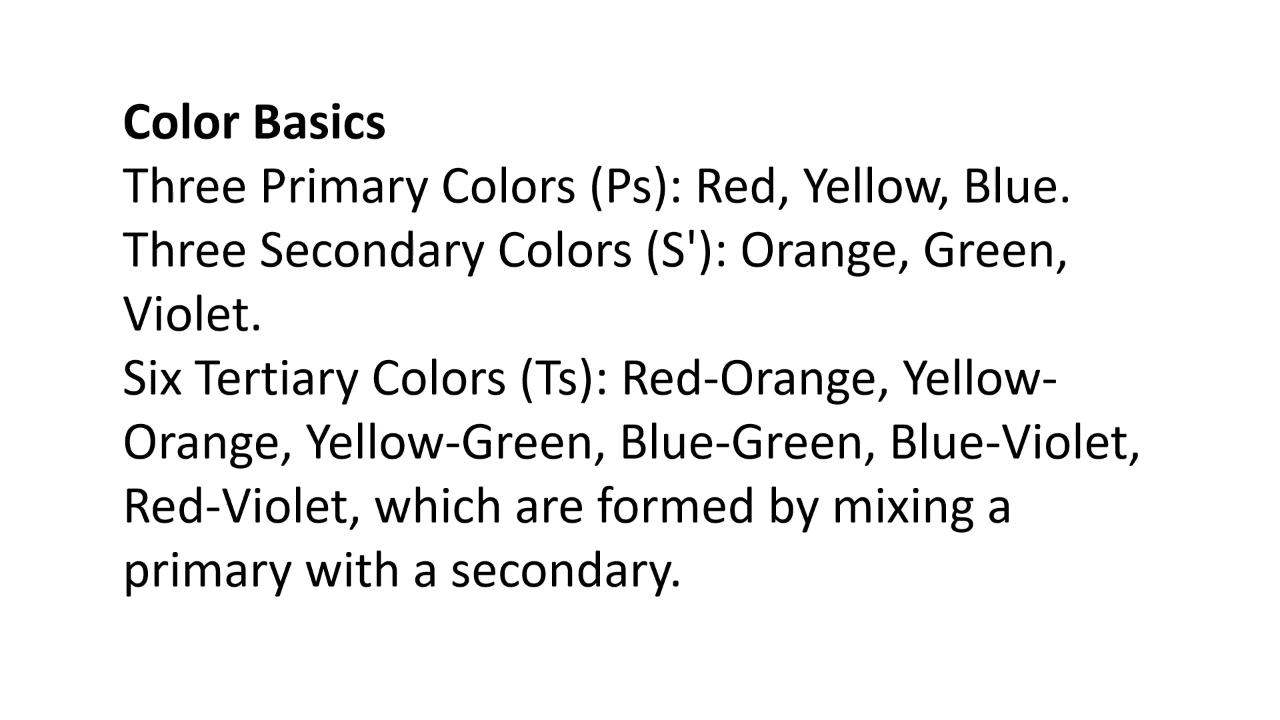 Color Basics
Three Primary Colors (Ps): Red, Yellow, Blue.
Three Secondary Colors (S'): Orange, Green,
Violet.
Six Tertiary Colors (Ts): Red-Orange, Yellow-
Orange, Yellow-Green, Blue-Green, Blue-Violet,
Red-Violet, which are formed by mixing a
primary with a secondary.